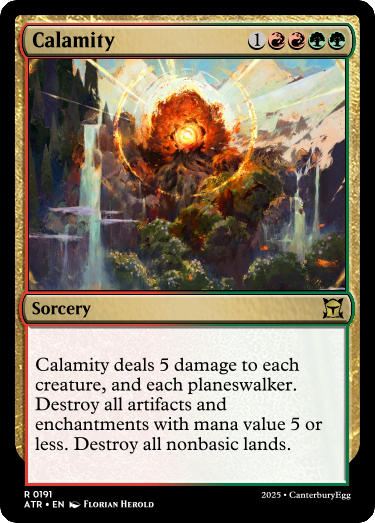 Calamity 1
Sorcery
Calamity deals 5 damage to each
creature, and each planeswalker.
Destroy all artifacts and
enchantments with mana value 5 or
less. Destroy all nonbasic lands.
R 0191
ATR • EN Florian Herold
2025 • CanterburyEgg